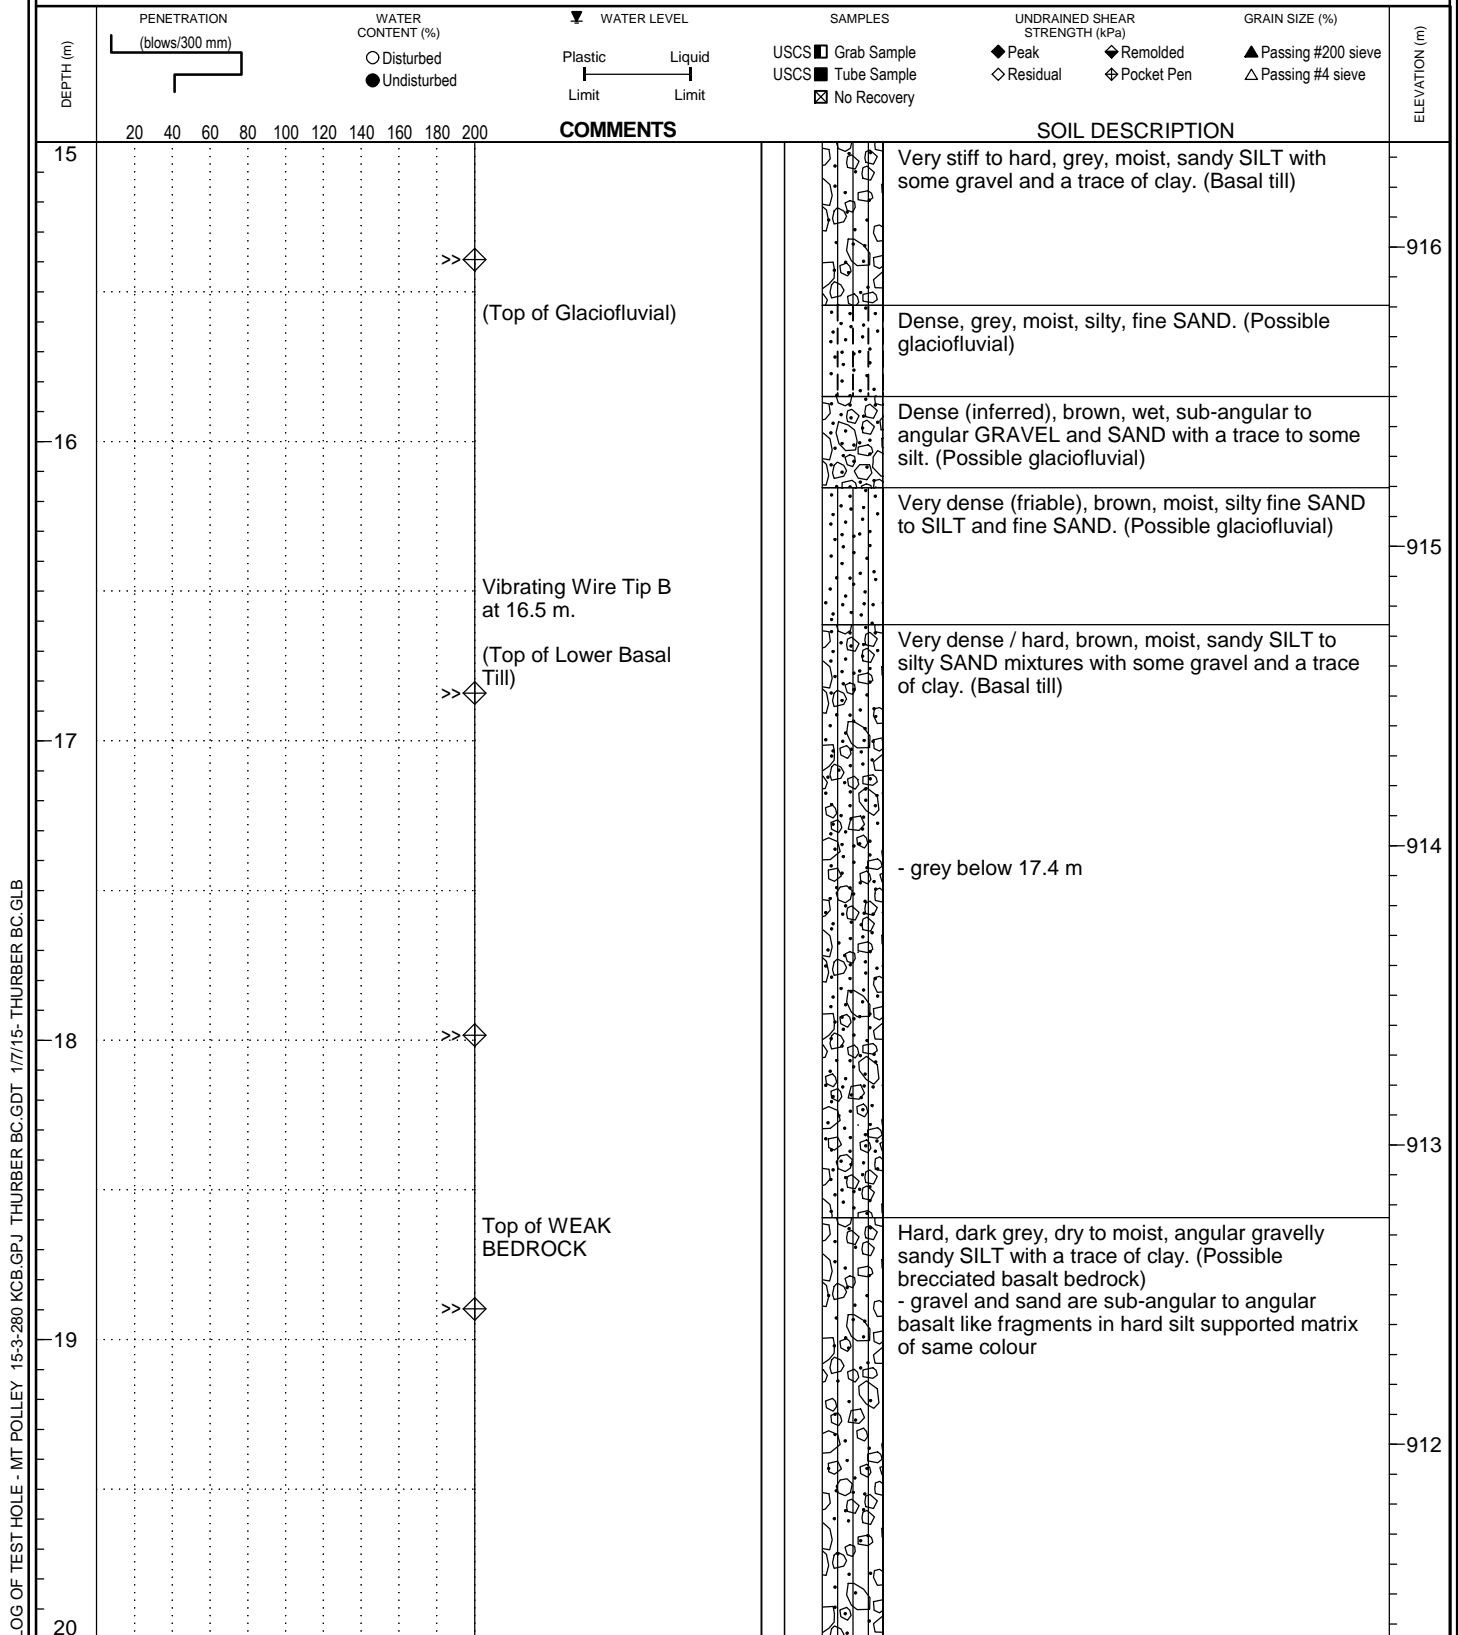 PENETRATION
(blows/300 mm)
WATER
CONTENT (%)
Disturbed
Undisturbed
WATER LEVEL
Plastic Liquid
Limit Limit
SAMPLES
USCS Grab Sample
USCS Tube Sample
No Recovery
UNDRAINED SHEAR
STRENGTH (kPa)
Peak Remolded
Residual Pocket Pen
GRAIN SIZE (%)
Passing #200 sieve
Passing #4 sieve
DEPTH (m)
ELEVATION (m)
20 40 60 80 100 120 140 160 180 200
COMMENTS
SOIL DESCRIPTION
15
Very stiff to hard, grey, moist, sandy SILT with
some gravel and a trace of clay. (Basal till)
916
>>
(Top of Glaciofluvial)
Dense, grey, moist, silty, fine SAND. (Possible
glaciofluvial)
Dense (inferred), brown, wet, sub-angular to
angular GRAVEL and SAND with a trace to some
silt. (Possible glaciofluvial)
16
Very dense (friable), brown, moist, silty fine SAND
to SILT and fine SAND. (Possible glaciofluvial)
915
Vibrating Wire Tip B
at 16.5 m.
(Top of Lower Basal
Till)
>>
Very dense / hard, brown, moist, sandy SILT to
silty SAND mixtures with some gravel and a trace
of clay. (Basal till)
17
914
- grey below 17.4 m
>>
18
913
Top of WEAK
BEDROCK
Hard, dark grey, dry to moist, angular gravelly
sandy SILT with a trace of clay. (Possible
brecciated basalt bedrock)
- gravel and sand are sub-angular to angular
basalt like fragments in hard silt supported matrix
of same colour
>>
19
912
20
LOG OF TEST HOLE - MT POLLEY 15-3-280 KCB.GPJ THURBER BC.GDT 1/7/15- THURBER BC.GLB